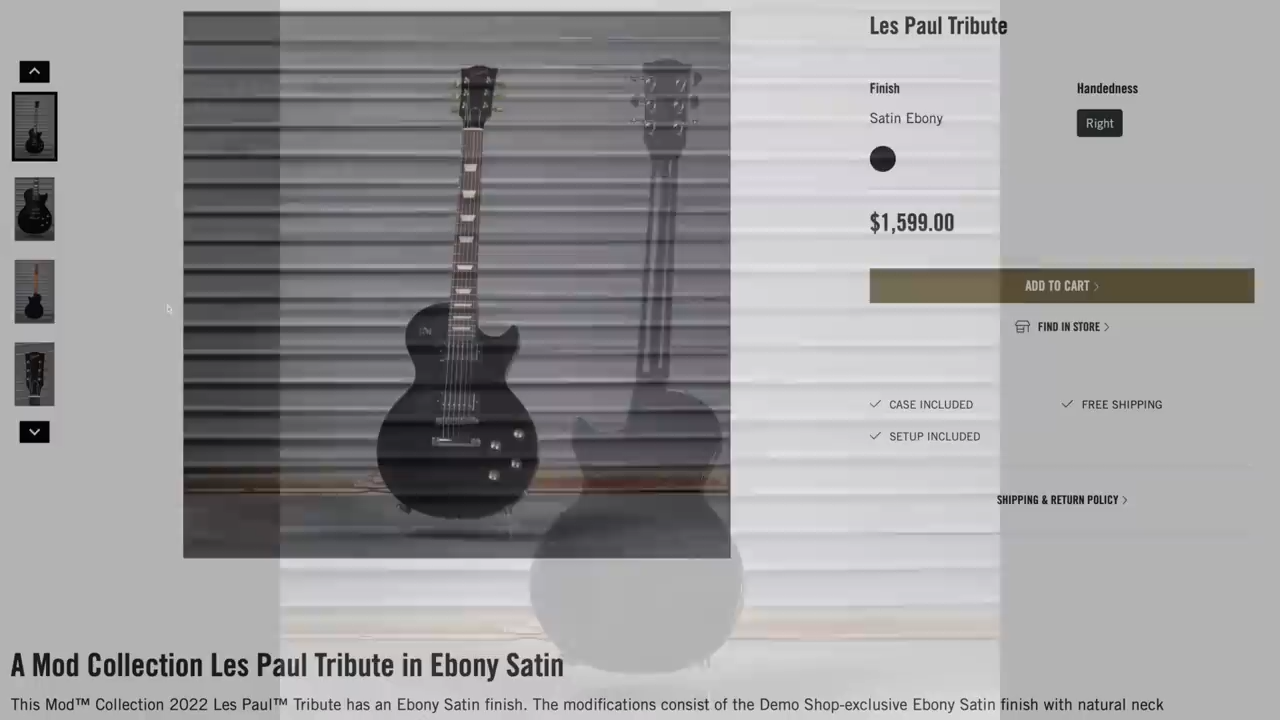 Les Paul Tribute
Finish
Handedness
Satin Ebony
Right
$1,599.00
ADD TO CART
FIND IN STORE
CASE INCLUDED
FREE SHIPPING
SETUP INCLUDED
SHIPPING & RETURN POLICY
A Mod Collection Les Paul Tribute in Ebony Satin
This Mod™ Collection 2022 Les Paul™ Tribute has an Ebony Satin finish. The modifications consist of the Demo Shop-exclusive Ebony Satin finish with natural neck